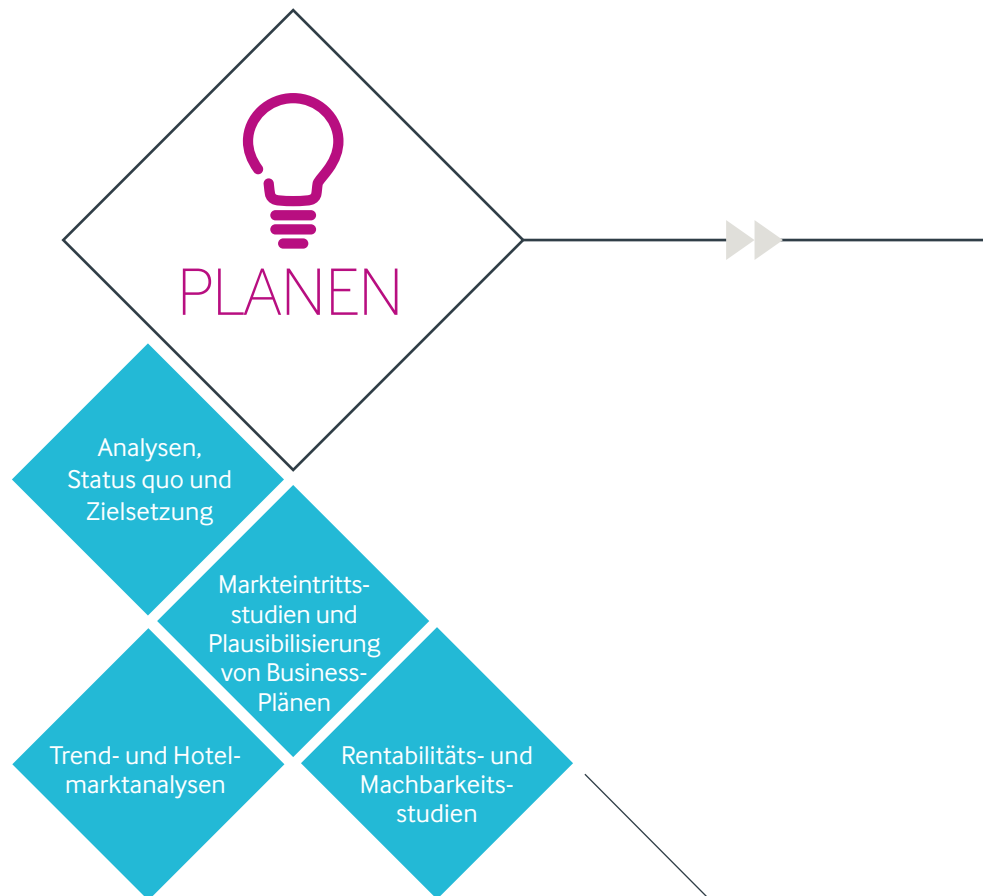 PLANEN
Analysen,
Status quo und
Zielsetzung
Markteintritts-
studien und
Plausibilisierung
von Business-
Plänen
Trend- und Hotel-
marktanalysen
Rentabilitäts- und
Machbarkeits-
studien